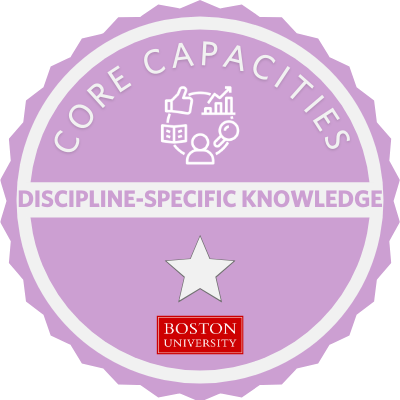 CORE CAPACITIES
DISCIPLINE-SPECIFIC KNOWLEDGE
BOSTON
UNIVERSITY